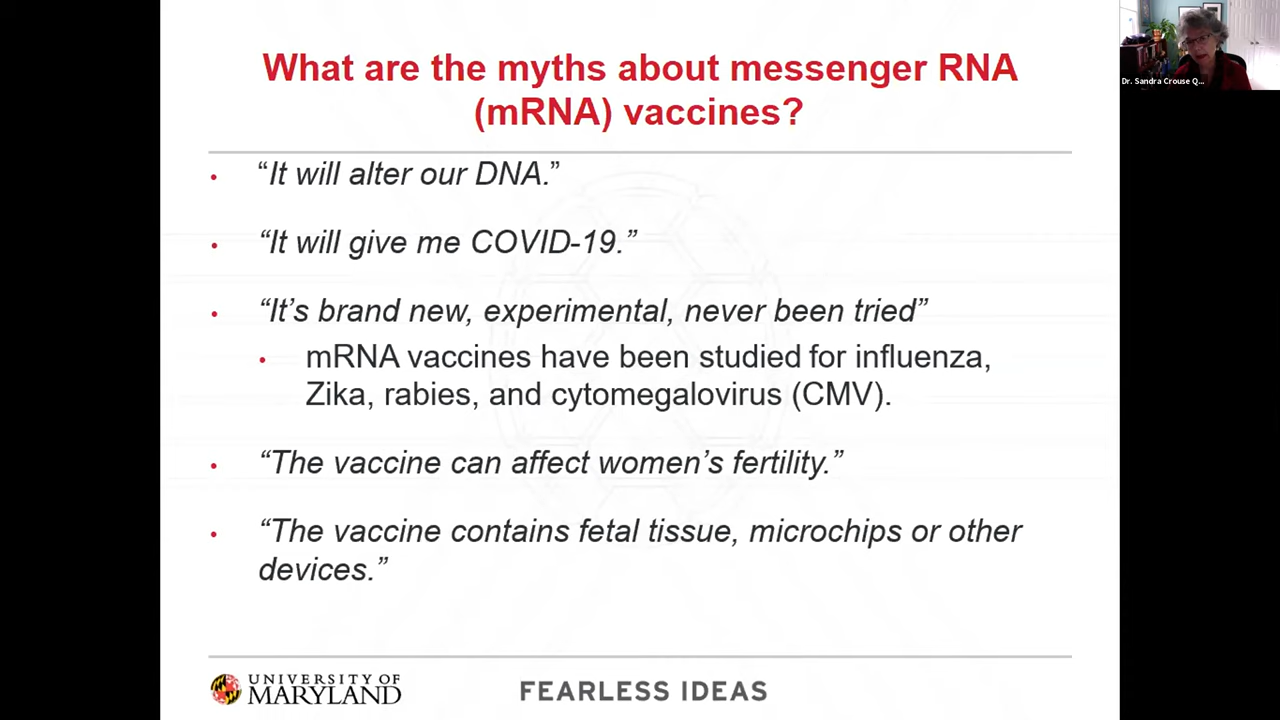 What are the myths about messenger RNA
(mRNA) vaccines?
Dr. Sandra Crouse Q...
• “It will alter our DNA.”
• “It will give me COVID-19.”
• “It’s brand new, experimental, never been tried”
• mRNA vaccines have been studied for influenza,
Zika, rabies, and cytomegalovirus (CMV).
• “The vaccine can affect women’s fertility.”
• “The vaccine contains fetal tissue, microchips or other
devices.”
UNIVERSITY OF
MARYLAND
FEARLESS IDEAS